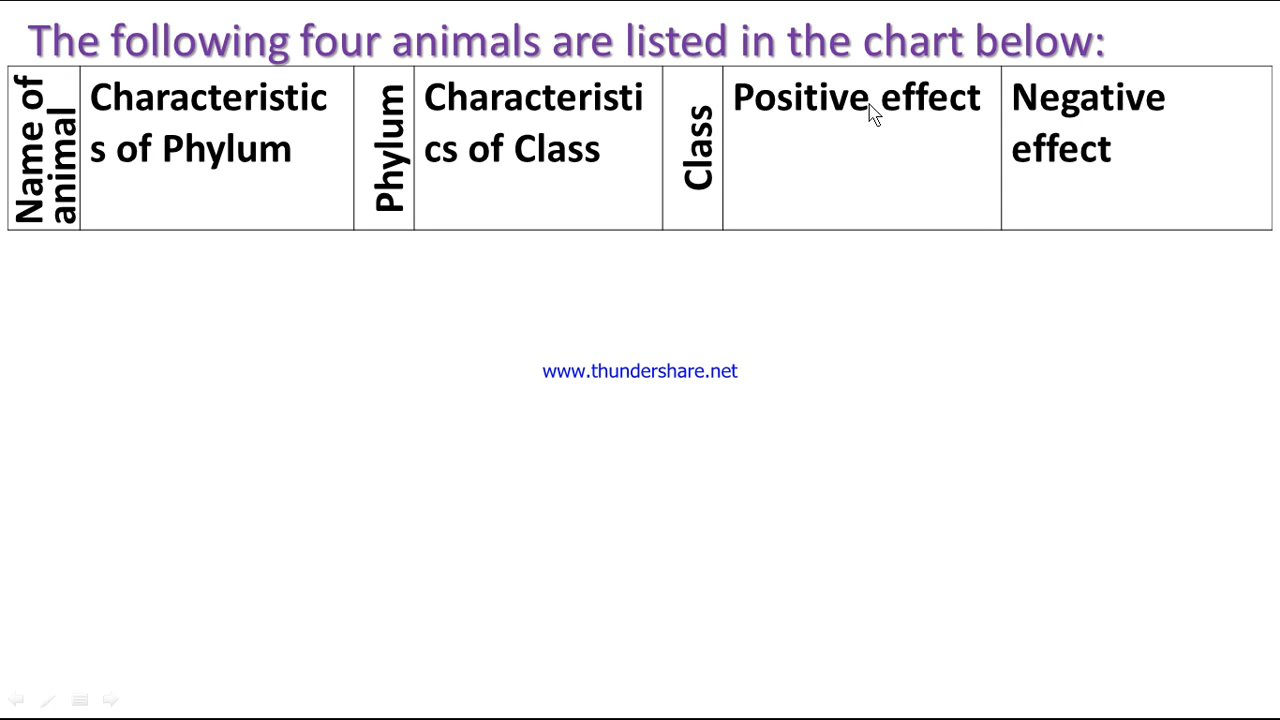 The following four animals are listed in the chart below:
Name of
animal
Characteristic
s of Phylum
Phylum
Characteristi
cs of Class
Class
Positive effect
Negative
effect
www.thundershare.net